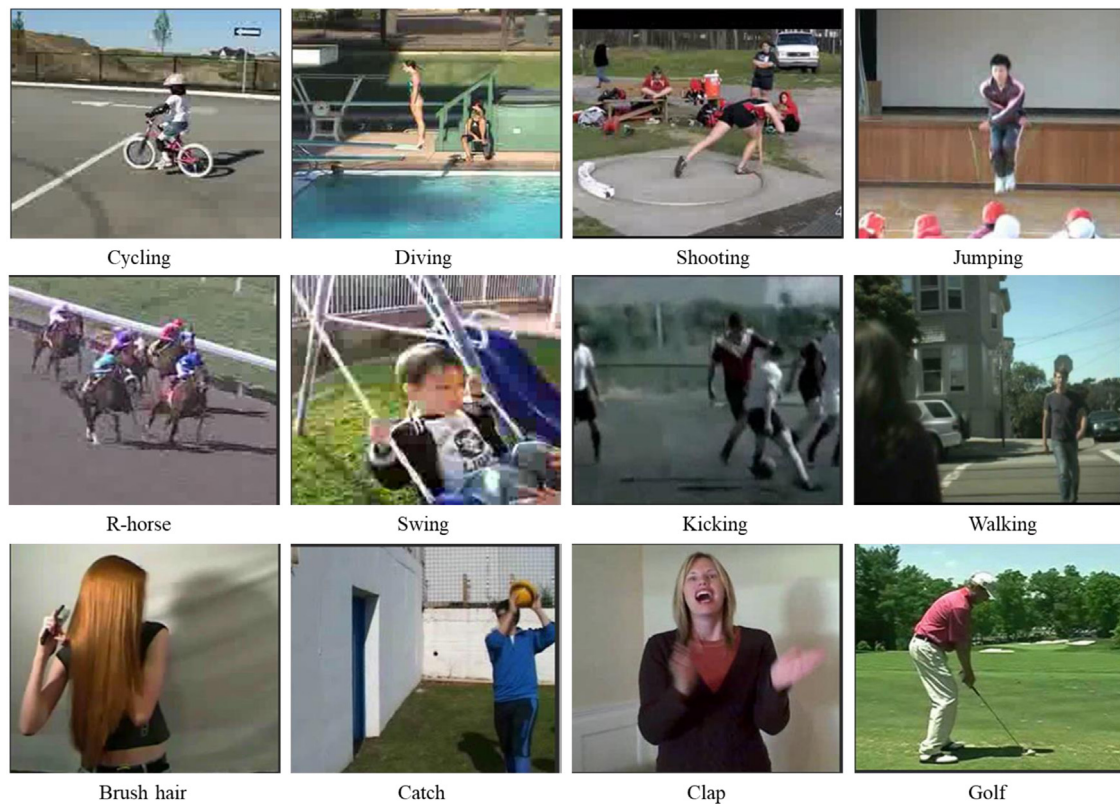 Cycling
Diving
Shooting
Jumping
R-horse
Swing
Kicking
Walking
Brush hair
Catch
Clap
Golf